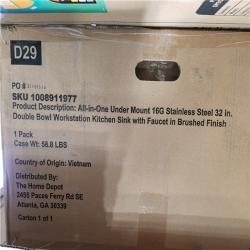 D29
PO #
SKU 1008911977
Product Description: All-in-One Under Mount 16G Stainless Steel 32 in.
Double Bowl Workstation Kitchen Sink with Faucet in Brushed Finish
1 Pack
Case Wt: 58.8 LBS
Country of Origin: Vietnam
Distributed By:
The Home Depot
2455 Paces Ferry Rd SE
Atlanta, GA 30339
Carton 1 of 1